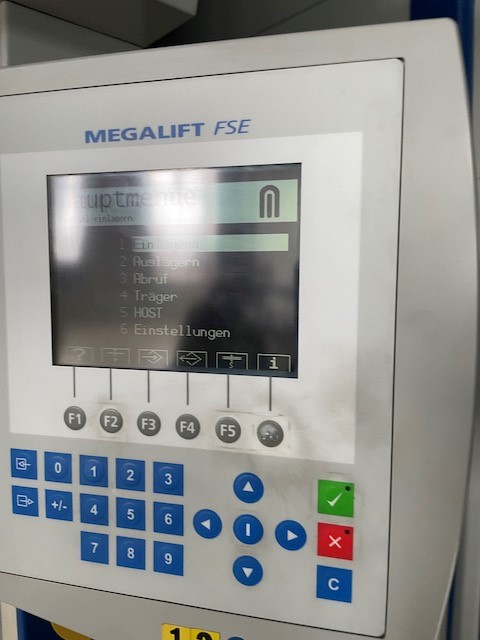 MEGALIFT FSE
Hauptmenue
einlagern
1 Einlagern
2 Auslagern
3 Abruf
4 Träger
5 HOST
6 Einstellungen
? i
F1 F2 F3 F4 F5
0 1 2 3
+/- 4 5 6
7 8 9
I
C